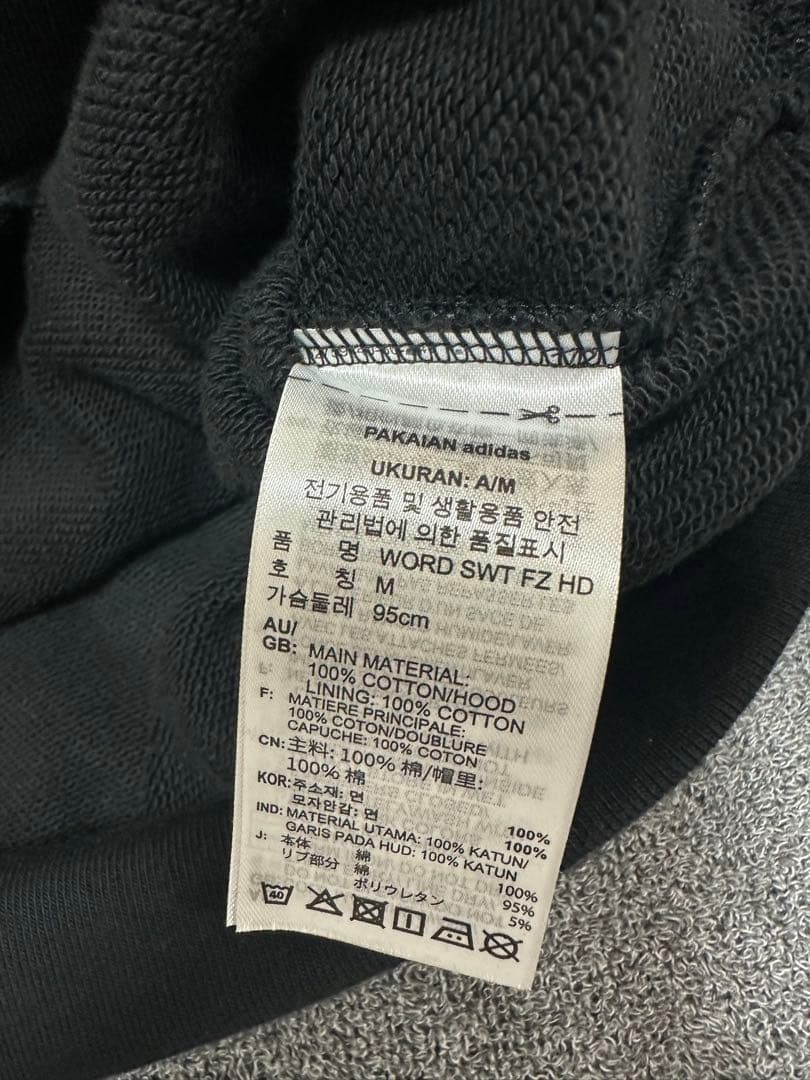 PAKAIAN adidas
UKURAN: A/M
전기용품 및 생활용품 안전
관리법에 의한 품질표시
품 명 WORD SWT FZ HD
호 칭 M
가슴둘레 95cm
AU/
GB: MAIN MATERIAL:
100% COTTON/HOOD
LINING: 100% COTTON
F: MATIÈRE PRINCIPALE:
100% COTON/DOUBLURE
CAPUCHE: 100% COTON
CN: 主料: 100% 棉/帽里:
100% 棉
KOR: 주소재: 면 100%
모자안감: 면 100%
IND: MATERIAL UTAMA: 100% KATUN/
GARIS PADA HUD: 100% KATUN
J: 本体 綿 100%
リブ部分 綿 95%
ポリウレタン 5%
40